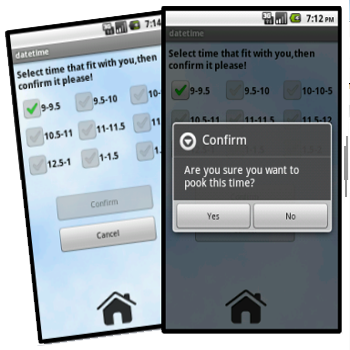 7:14
datetime
Select time that fit with you,then
confirm it please!
9-9.5
9.5-10
10-
10.5-11
11-11.5
11
12.5-1
1-1.5
1.
Confirm
Cancel
7:12 PM
datetime
Select time that fit with you,then
confirm it please!
9-9.5
9.5-10
10-10-5
10.5-11
11-11.5
11.5-12
Confirm
Are you sure you want to
pook this time?
Yes
No